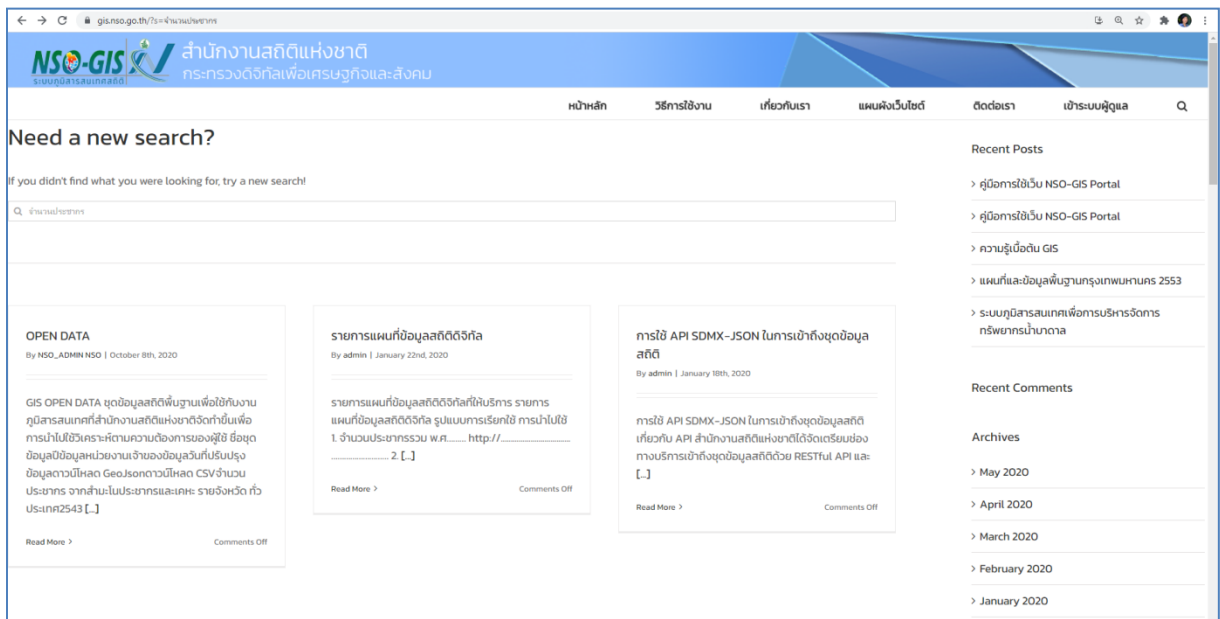 gis.nso.go.th/?s=จำนวนประชากร
NSO-GIS
ระบบภูมิสารสนเทศสถิติ
สำนักงานสถิติแห่งชาติ
กระทรวงดิจิทัลเพื่อเศรษฐกิจและสังคม
หน้าหลัก วิธีการใช้งาน เกี่ยวกับเรา แผนผังเว็บไซต์ ติดต่อเรา เข้าระบบผู้ดูแล
Need a new search?
If you didn't find what you were looking for, try a new search!
จำนวนประชากร
OPEN DATA
By NSO_ADMIN NSO | October 8th, 2020
GIS OPEN DATA ชุดข้อมูลสถิติพื้นฐานเพื่อใช้กับงาน
ภูมิสารสนเทศที่สำนักงานสถิติแห่งชาติจัดทำขึ้นเพื่อ
การนำไปใช้วิเคราะห์ตามความต้องการของผู้ใช้ ชื่อชุด
ข้อมูลปีข้อมูลหน่วยงานเจ้าของข้อมูลวันที่ปรับปรุง
ข้อมูลดาวน์โหลด GeoJsonดาวน์โหลด CSVจำนวน
ประชากร จากสำมะโนประชากรและเคหะ รายจังหวัด ทั่ว
ประเทศ2543 [...]
Read More > Comments Off
รายการแผนที่ข้อมูลสถิติดิจิทัล
By admin | January 22nd, 2020
รายการแผนที่ข้อมูลสถิติดิจิทัลที่ให้บริการ รายการ
แผนที่ข้อมูลสถิติดิจิทัล รูปแบบการเรียกใช้ การนำไปใช้
1. จำนวนประชากรรวม พ.ศ......... http://..................................
............................ 2. [...]
Read More > Comments Off
การใช้ API SDMX-JSON ในการเข้าถึงชุดข้อมูล
สถิติ
By admin | January 18th, 2020
การใช้ API SDMX-JSON ในการเข้าถึงชุดข้อมูลสถิติ
เกี่ยวกับ API สำนักงานสถิติแห่งชาติได้จัดเตรียมช่อง
ทางบริการเข้าถึงชุดข้อมูลสถิติด้วย RESTful API และ
[...]
Read More > Comments Off
Recent Posts
> คู่มือการใช้เว็บ NSO-GIS Portal
> คู่มือการใช้เว็บ NSO-GIS Portal
> ความรู้เบื้อต้น GIS
> แผนที่และข้อมูลพื้นฐานกรุงเทพมหานคร 2553
> ระบบภูมิสารสนเทศเพื่อการบริหารจัดการ
ทรัพยากรน้ำบาดาล
Recent Comments
Archives
> May 2020
> April 2020
> March 2020
> February 2020
> January 2020